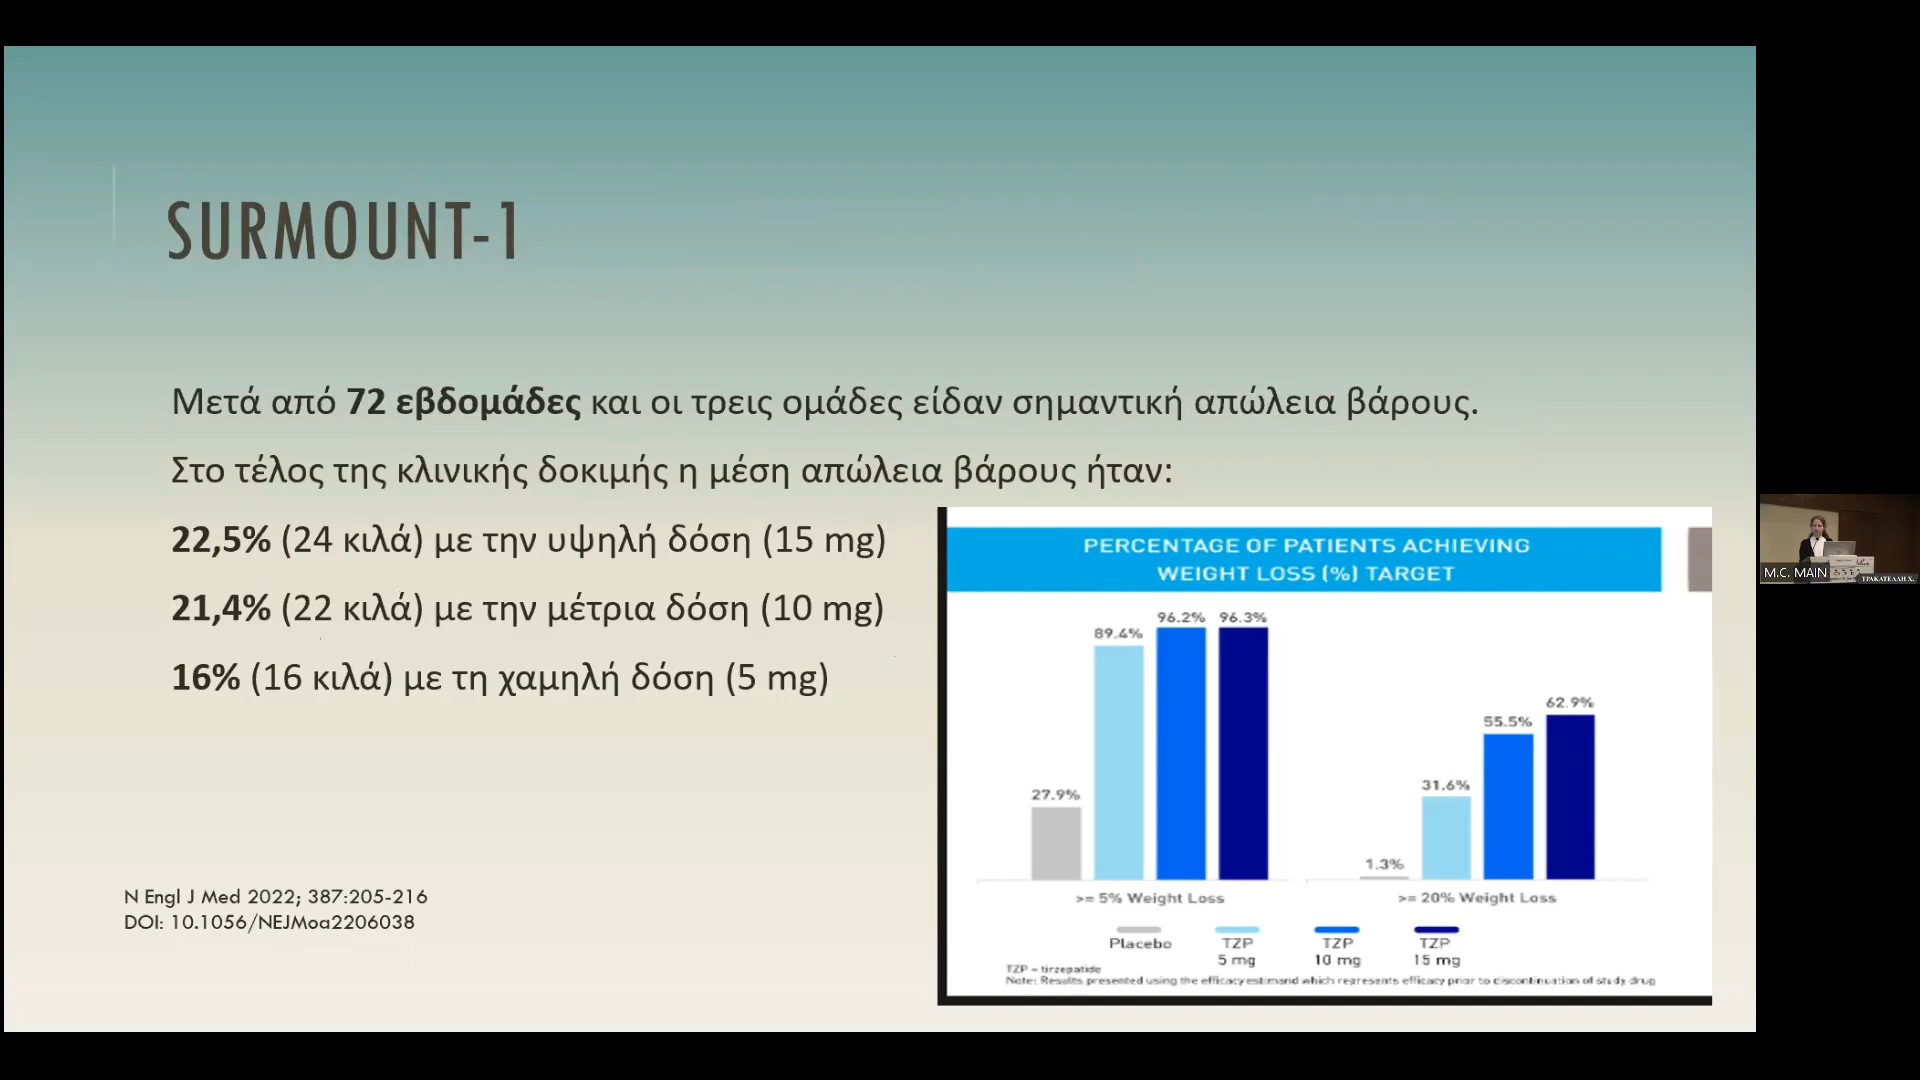 SURMOUNT-1
Μετά από 72 εβδομάδες και οι τρεις ομάδες είδαν σημαντική απώλεια βάρους.
Στο τέλος της κλινικής δοκιμής η μέση απώλεια βάρους ήταν:
22,5% (24 κιλά) με την υψηλή δόση (15 mg)
21,4% (22 κιλά) με την μέτρια δόση (10 mg)
16% (16 κιλά) με τη χαμηλή δόση (5 mg)
N Engl J Med 2022; 387:205-216
DOI: 10.1056/NEJMoa2206038
PERCENTAGE OF PATIENTS ACHIEVING
WEIGHT LOSS (%) TARGET
27.9%
89.4%
96.2%
96.3%
1.3%
31.6%
55.5%
62.9%
>= 5% Weight Loss
>= 20% Weight Loss
Placebo
TZP
5 mg
TZP
10 mg
TZP
15 mg
TZP = tirzepatide
Note: Results presented using the efficacy estimand which represents efficacy prior to discontinuation of study drug
M.C. MAIN
ΤΡΑΚΑΤΕΛΛΗ Χ.